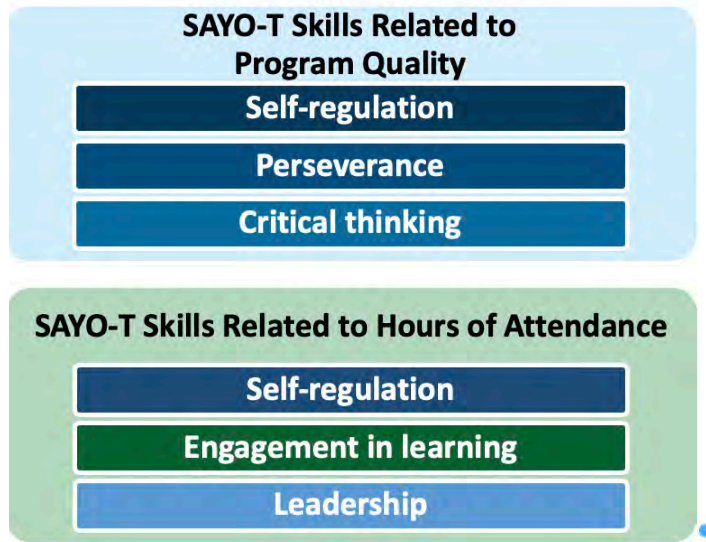 SAYO-T Skills Related to
Program Quality
Self-regulation
Perseverance
Critical thinking
SAYO-T Skills Related to Hours of Attendance
Self-regulation
Engagement in learning
Leadership